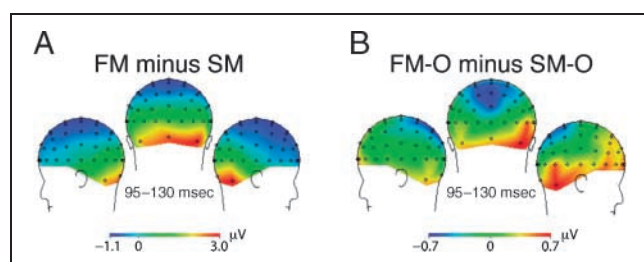 A
FM minus SM
95–130 msec
−1.1 0 3.0 μV
B
FM-O minus SM-O
95–130 msec
−0.7 0 0.7 μV